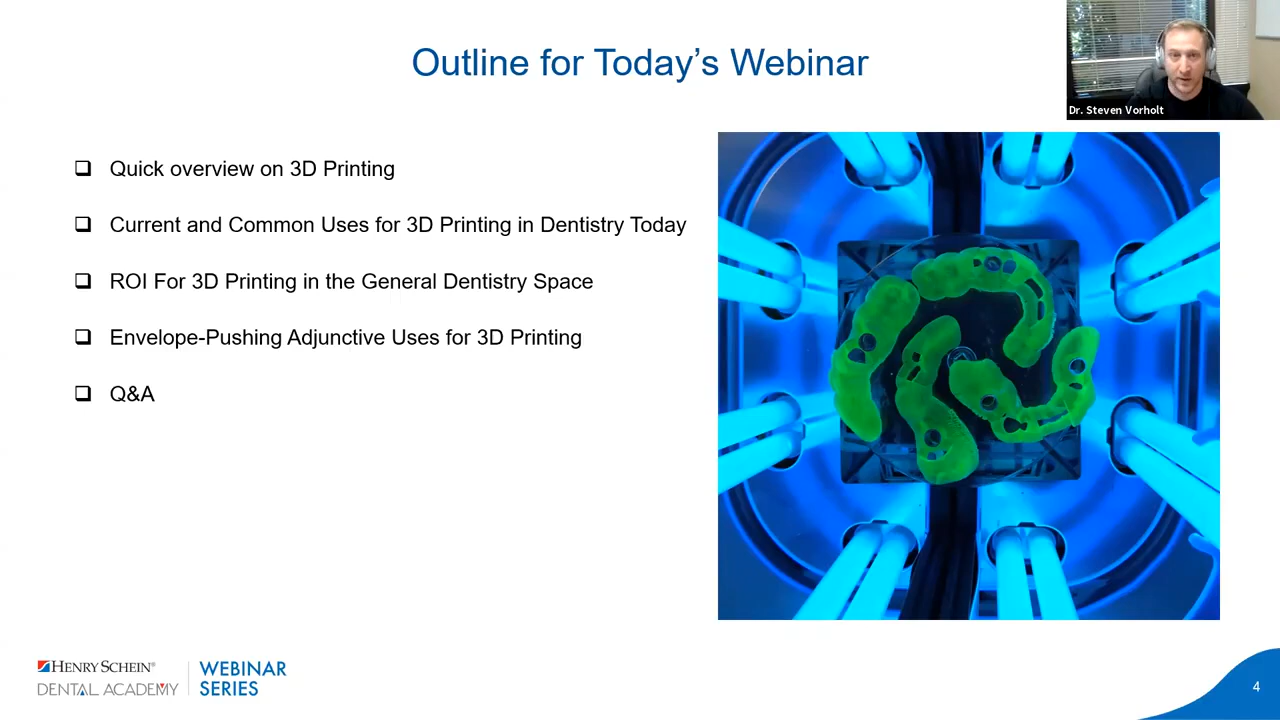 Outline for Today's Webinar
Dr. Steven Vorholt
Quick overview on 3D Printing
Current and Common Uses for 3D Printing in Dentistry Today
ROI For 3D Printing in the General Dentistry Space
Envelope-Pushing Adjunctive Uses for 3D Printing
Q&A
HENRY SCHEIN®
DENTAL ACADEMY
WEBINAR
SERIES
4